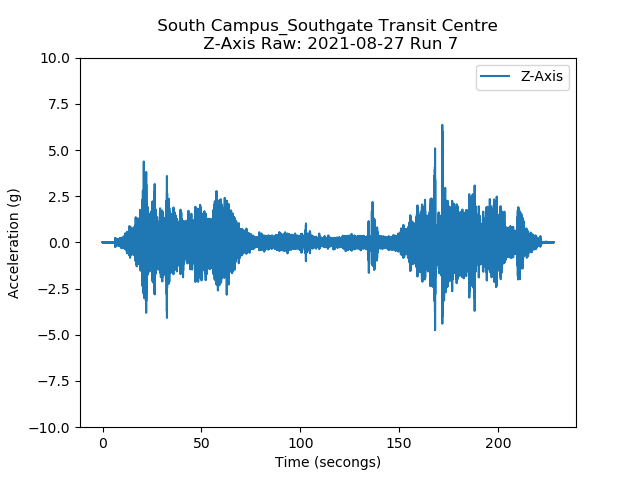 South Campus_Southgate Transit Centre
Z-Axis Raw: 2021-08-27 Run 7
Z-Axis
10.0
7.5
5.0
2.5
0.0
−2.5
−5.0
−7.5
−10.0
Acceleration (g)
0 50 100 150 200
Time (secongs)